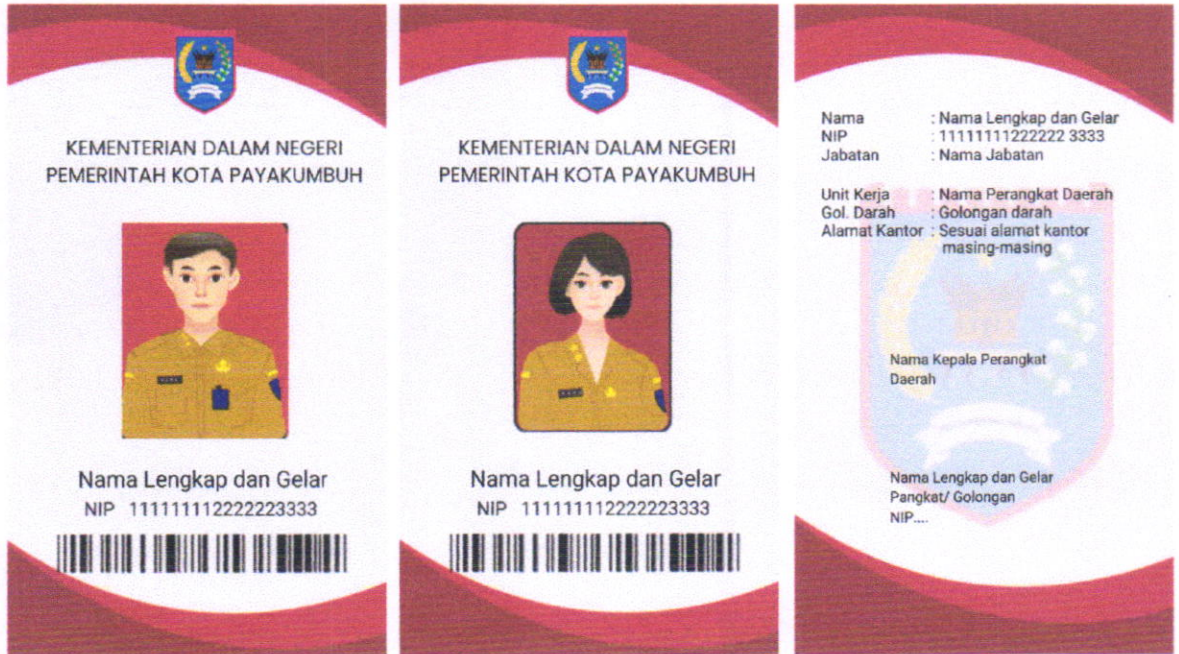 KEMENTERIAN DALAM NEGERI
PEMERINTAH KOTA PAYAKUMBUH
Nama Lengkap dan Gelar
NIP 111111112222223333
KEMENTERIAN DALAM NEGERI
PEMERINTAH KOTA PAYAKUMBUH
Nama Lengkap dan Gelar
NIP 111111112222223333
Nama : Nama Lengkap dan Gelar
NIP : 11111111222222 3333
Jabatan : Nama Jabatan
Unit Kerja : Nama Perangkat Daerah
Gol. Darah : Golongan darah
Alamat Kantor : Sesuai alamat kantor
masing-masing
Nama Kepala Perangkat
Daerah
Nama Lengkap dan Gelar
Pangkat/ Golongan
NIP....